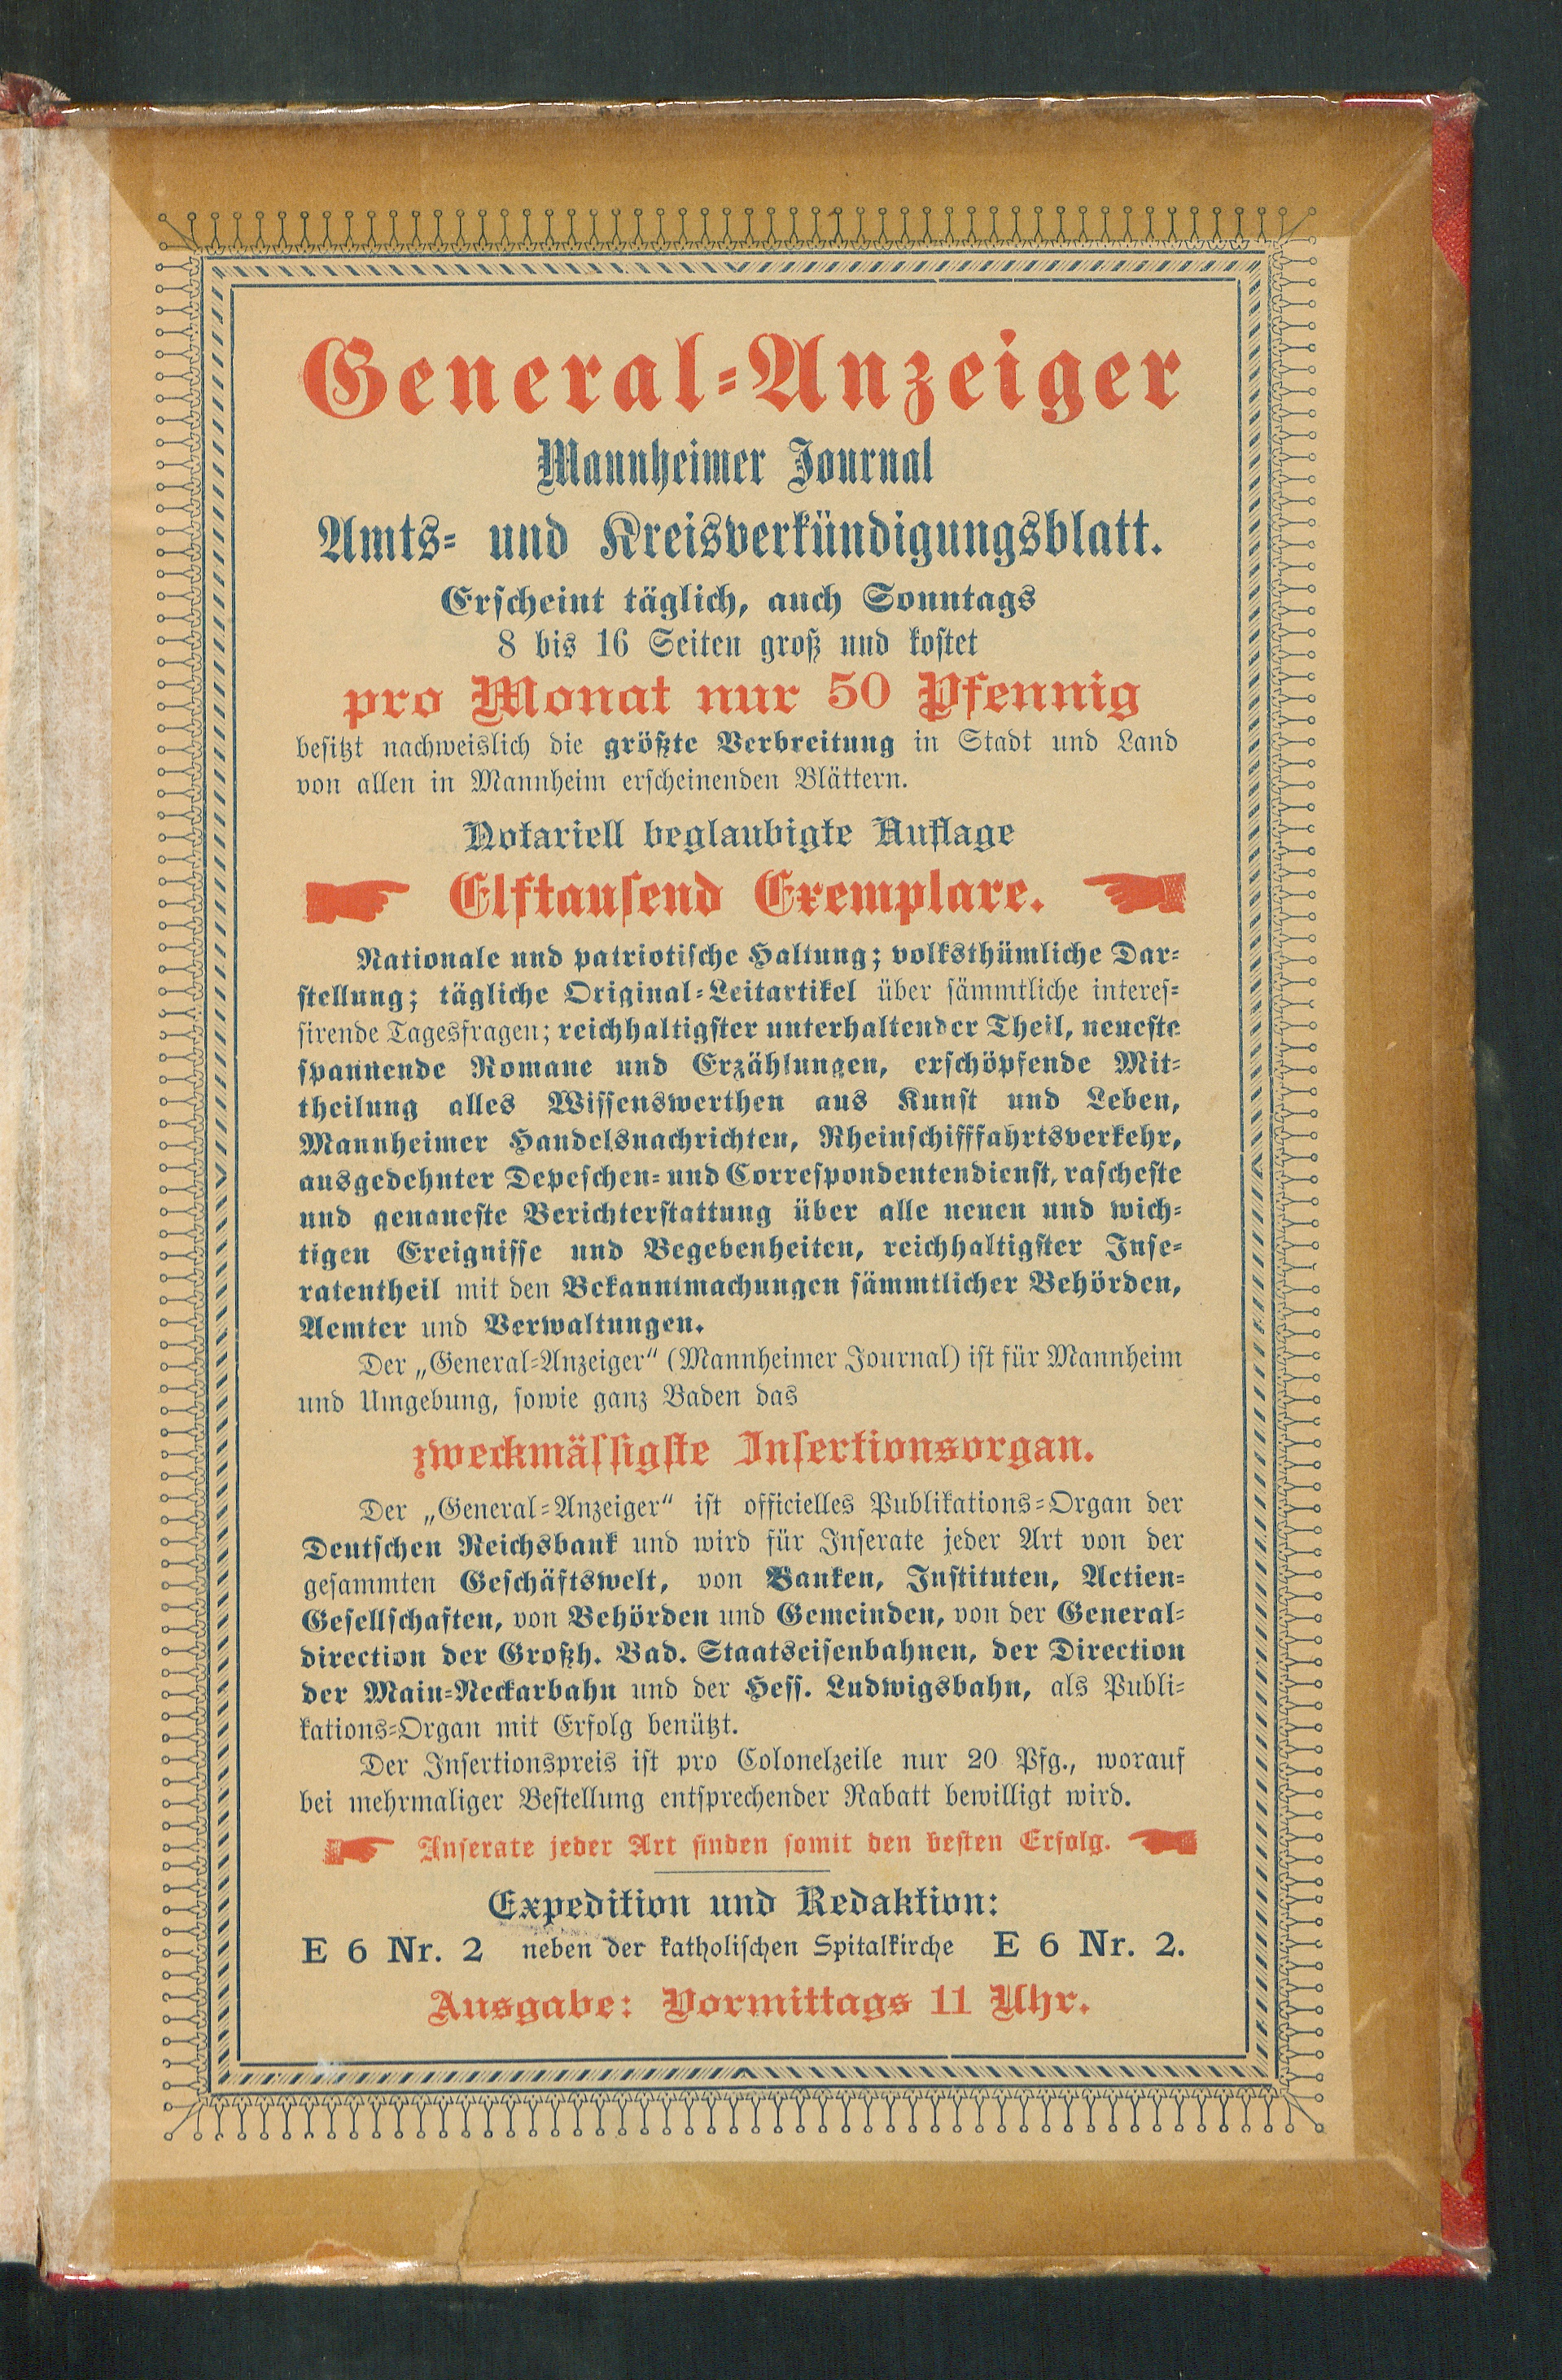 General-Anzeiger
Mannheimer Journal
Amts- und Kreisverkündigungsblatt.
Erscheint täglich, auch Sonntags
8 bis 16 Seiten groß und kostet
pro Monat nur 50 Pfennig
besitzt nachweislich die größte Verbreitung in Stadt und Land
von allen in Mannheim erscheinenden Blättern.
Notariell beglaubigte Auflage
Elftausend Exemplare.
Nationale und patriotische Haltung; volksthümliche Dar-
stellung; tägliche Original-Leitartikel über sämmtliche interes-
sirende Tagesfragen; reichhaltigster unterhaltender Theil, neueste
spannende Romane und Erzählungen, erschöpfende Mit-
theilung alles Wissenswerthen aus Kunst und Leben,
Mannheimer Handelsnachrichten, Rheinschifffahrtsverkehr,
ausgedehnter Depeschen- und Correspondentendienst, rascheste
und genaueste Berichterstattung über alle neuen und wich-
tigen Ereignisse und Begebenheiten, reichhaltigster Inse-
ratentheil mit den Bekanntmachungen sämmtlicher Behörden,
Aemter und Verwaltungen.
Der „General-Anzeiger“ (Mannheimer Journal) ist für Mannheim
und Umgebung, sowie ganz Baden das
zweckmässigste Insertionsorgan.
Der „General-Anzeiger“ ist officielles Publikations-Organ der
Deutschen Reichsbank und wird für Inserate jeder Art von der
gesammten Geschäftswelt, von Banken, Instituten, Actien-
Gesellschaften, von Behörden und Gemeinden, von der General-
direction der Großh. Bad. Staatseisenbahnen, der Direction
der Main-Neckarbahn und der Hess. Ludwigsbahn, als Publi-
kations-Organ mit Erfolg benützt.
Der Insertionspreis ist pro Colonelzeile nur 20 Pfg., worauf
bei mehrmaliger Bestellung entsprechender Rabatt bewilligt wird.
Inserate jeder Art finden somit den besten Erfolg.
Expedition und Redaktion:
E 6 Nr. 2 neben der katholischen Spitalkirche E 6 Nr. 2.
Ausgabe: Vormittags 11 Uhr.